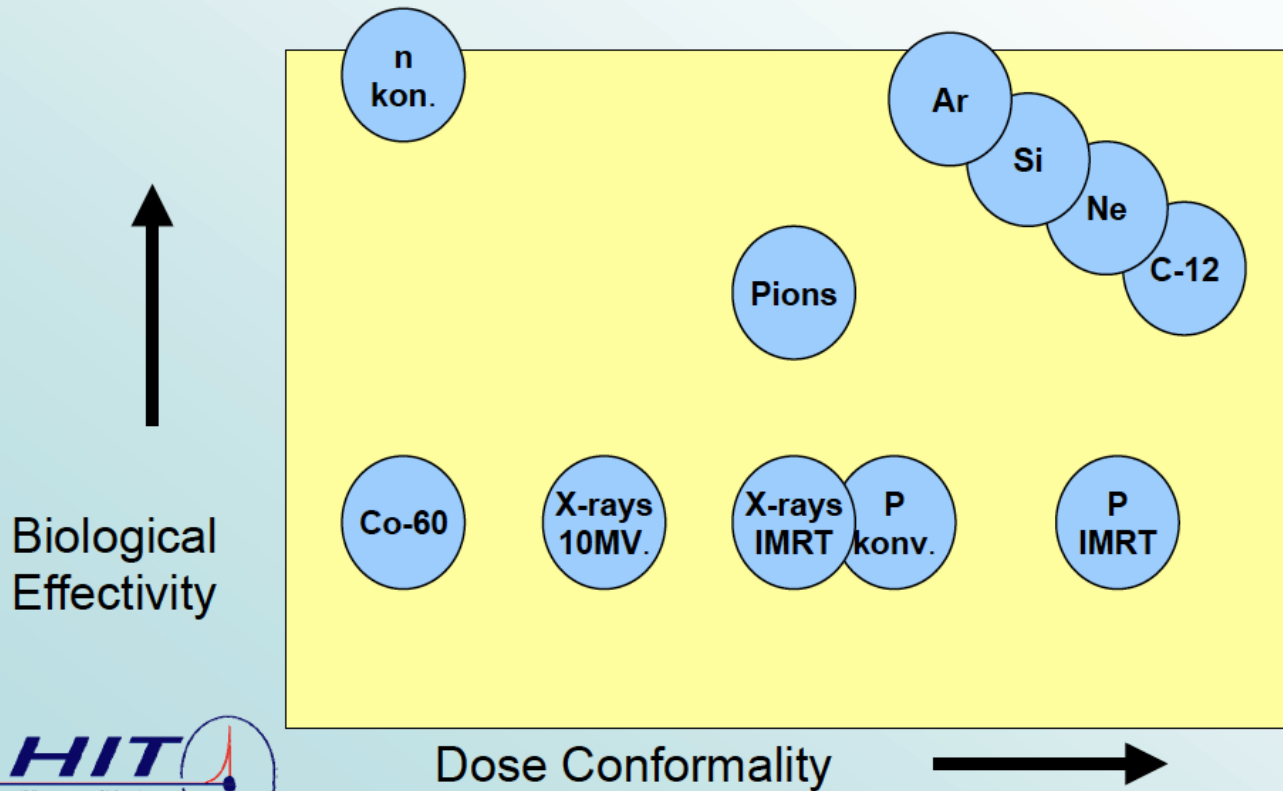 n
kon.
Ar
Si
Ne
C-12
Pions
Co-60
X-rays
10MV.
X-rays
IMRT
P
konv.
P
IMRT
Biological
Effectivity
HIT
Dose Conformality